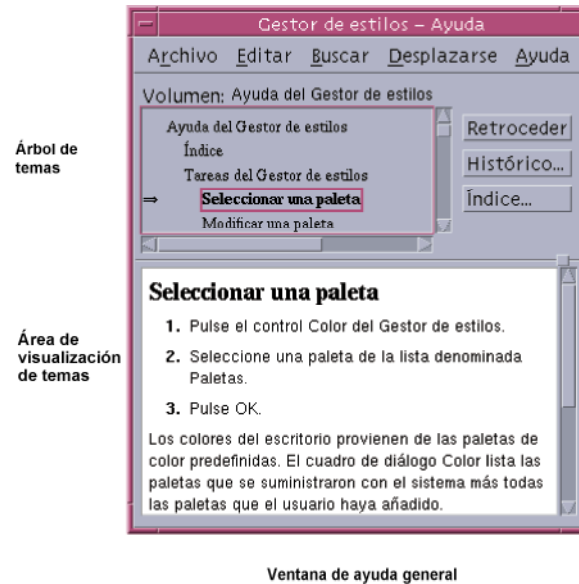 Gestor de estilos – Ayuda
Archivo Editar Buscar Desplazarse Ayuda
Volumen: Ayuda del Gestor de estilos
Árbol de
temas
Ayuda del Gestor de estilos
Índice
Tareas del Gestor de estilos
⇒ Seleccionar una paleta
Modificar una paleta
Retroceder
Histórico...
Índice...
Área de
visualización
de temas
Seleccionar una paleta
1. Pulse el control Color del Gestor de estilos.
2. Seleccione una paleta de la lista denominada
Paletas.
3. Pulse OK.
Los colores del escritorio provienen de las paletas de
color predefinidas. El cuadro de diálogo Color lista las
paletas que se suministraron con el sistema más todas
las paletas que el usuario haya añadido.
Ventana de ayuda general